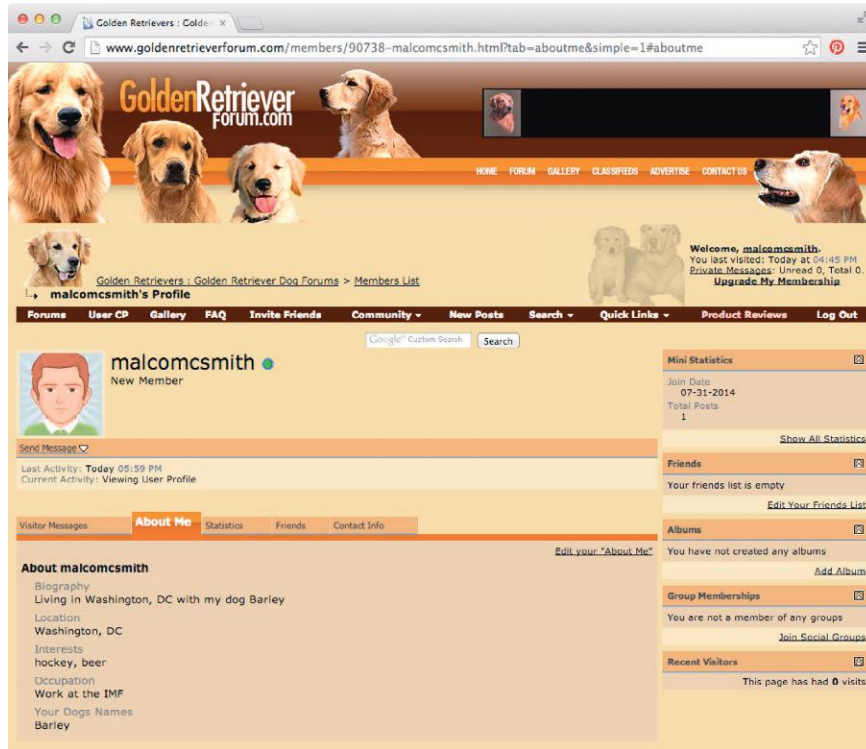 Golden Retrievers : Golde
www.goldenretrieverforum.com/members/90738-malcomcsmith.html?tab=aboutme&simple=1#aboutme
GoldenRetriever
Forum.com
HOME FORUM GALLERY CLASSIFIEDS ADVERTISE CONTACT US
Welcome, malcomcsmith.
You last visited: Today at 04:45 PM
Private Messages: Unread 0, Total 0.
Upgrade My Membership
Golden Retrievers : Golden Retriever Dog Forums > Members List
malcomcsmith's Profile
Forums User CP Gallery FAQ Invite Friends Community New Posts Search Quick Links Product Reviews Log Out
Google™ Custom Search Search
malcomcsmith
New Member
Send Message
Last Activity: Today 05:59 PM
Current Activity: Viewing User Profile
Visitor Messages About Me Statistics Friends Contact Info
Edit your "About Me"
About malcomcsmith
Biography
Living in Washington, DC with my dog Barley
Location
Washington, DC
Interests
hockey, beer
Occupation
Work at the IMF
Your Dogs Names
Barley
Mini Statistics
Join Date
07-31-2014
Total Posts
1
Show All Statistics
Friends
Your friends list is empty
Edit Your Friends List
Albums
You have not created any albums
Add Album
Group Memberships
You are not a member of any groups
Join Social Groups
Recent Visitors
This page has had 0 visits